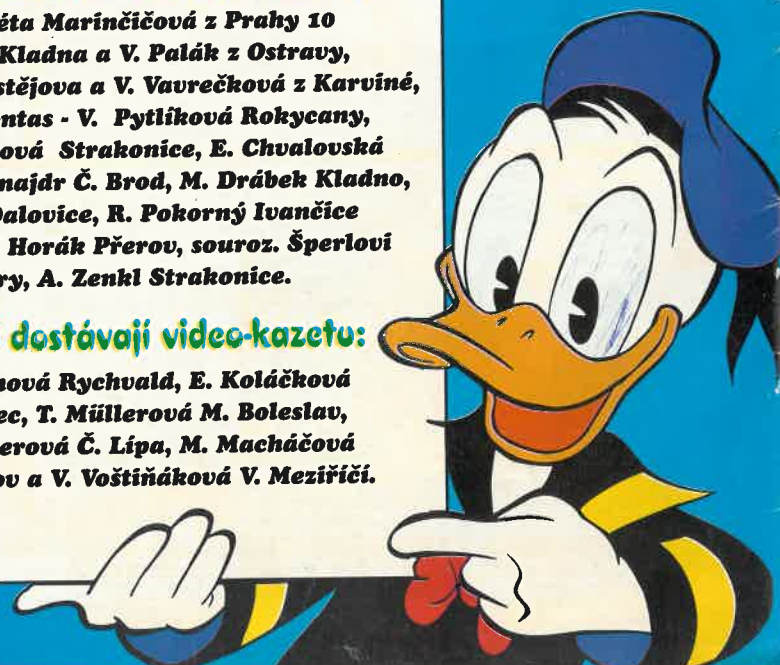 éta Marinčičová z Prahy 10
Kladna a V. Palák z Ostravy,
stějova a V. Vavrečková z Karviné,
ntas - V. Pytlíková Rokycany,
ová Strakonice, E. Chvalovská
najdr Č. Brod, M. Drábek Kladno,
Dalovice, R. Pokorný Ivančice
Horák Přerov, souroz. Šperlovi
ry, A. Zenkl Strakonice.
dostávají video-kazetu:
nová Rychvald, E. Koláčková
ec, T. Müllerová M. Boleslav,
erová Č. Lípa, M. Macháčová
ov a V. Voštiňáková V. Meziříčí.